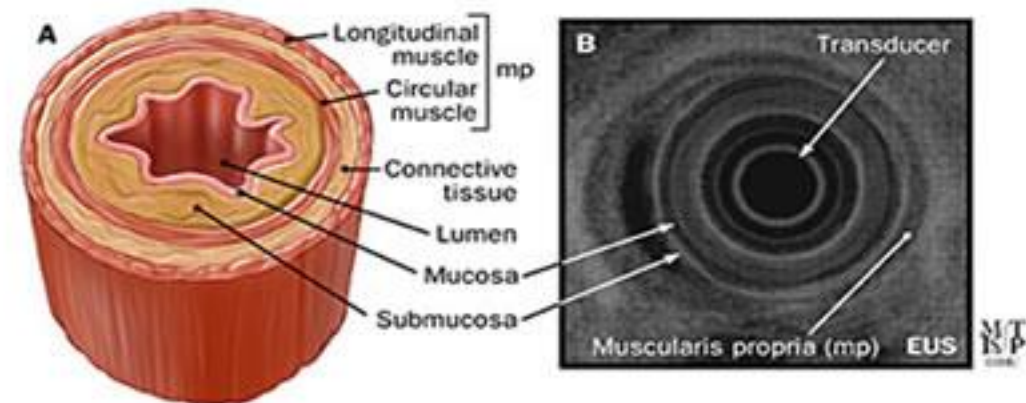 A
Longitudinal
muscle
mp
Circular
muscle
Connective
tissue
Lumen
Mucosa
Submucosa
B
Transducer
Muscularis propria (mp)
EUS